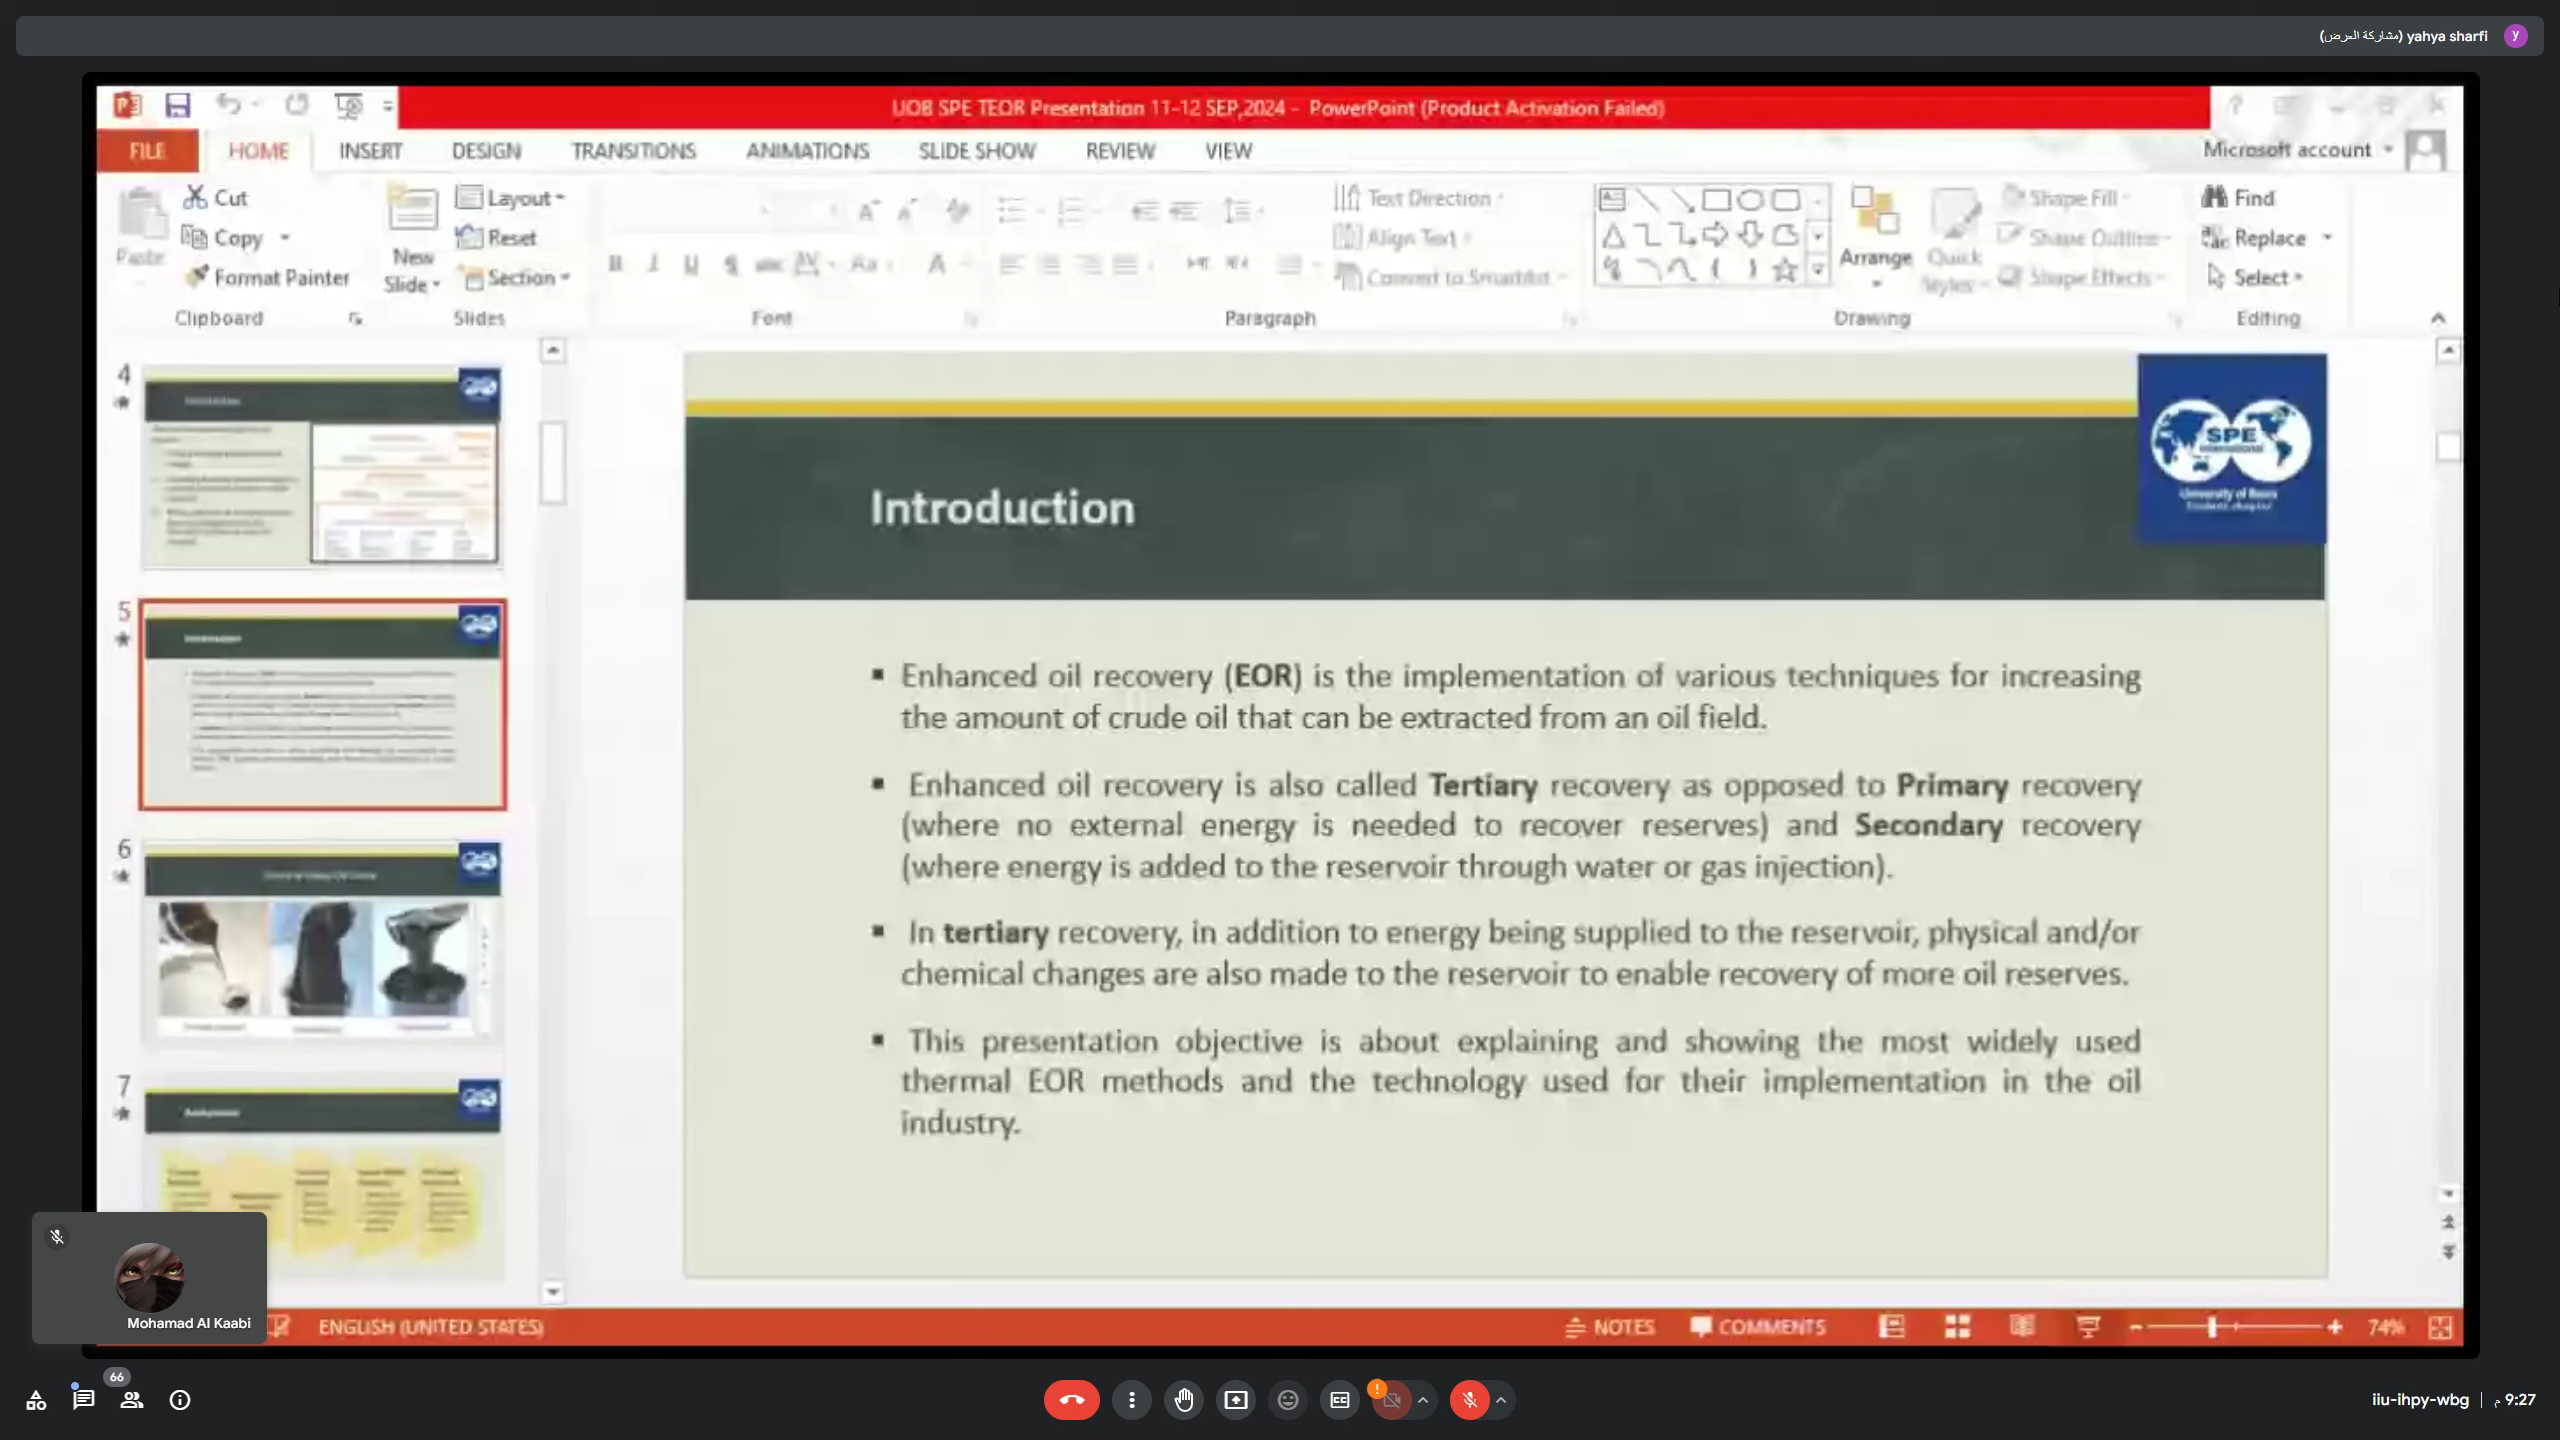 yahya sharfi (مشاركة العرض)
y
UOB SPE TEOR Presentation 11-12 SEP,2024 - PowerPoint (Product Activation Failed)
FILE HOME INSERT DESIGN TRANSITIONS ANIMATIONS SLIDE SHOW REVIEW VIEW
Microsoft account
Paste
Cut
Copy
Format Painter
Clipboard
New Slide
Layout
Reset
Section
Slides
Font
Text Direction
Align Text
Convert to SmartArt
Paragraph
Arrange
Quick Styles
Shape Fill
Shape Outline
Shape Effects
Drawing
Find
Replace
Select
Editing
4
5
6
7
SPE
International
University of
Introduction
▪ Enhanced oil recovery (EOR) is the implementation of various techniques for increasing
the amount of crude oil that can be extracted from an oil field.
▪ Enhanced oil recovery is also called Tertiary recovery as opposed to Primary recovery
(where no external energy is needed to recover reserves) and Secondary recovery
(where energy is added to the reservoir through water or gas injection).
▪ In tertiary recovery, in addition to energy being supplied to the reservoir, physical and/or
chemical changes are also made to the reservoir to enable recovery of more oil reserves.
▪ This presentation objective is about explaining and showing the most widely used
thermal EOR methods and the technology used for their implementation in the oil
industry.
Mohamad Al Kaabi
ENGLISH (UNITED STATES)
NOTES COMMENTS 74%
66
iiu-ihpy-wbg | 9:27 م